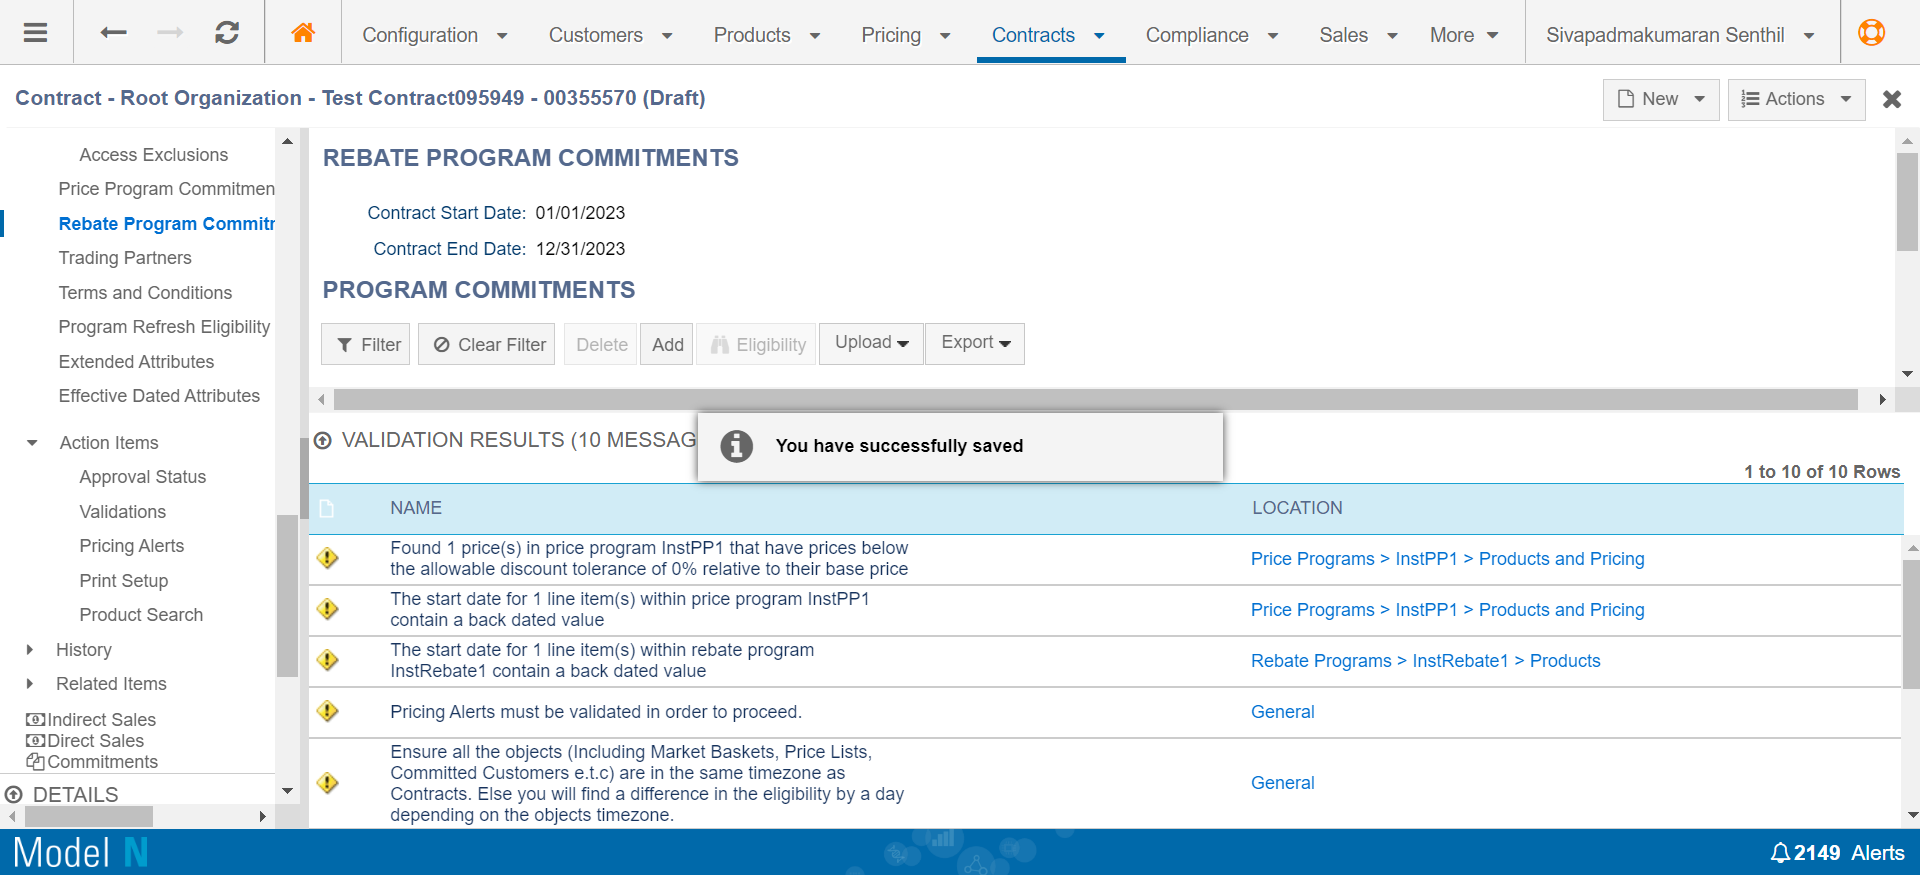 Configuration
Customers
Products
Pricing
Contracts
Compliance
Sales
More
Sivapadmakumaran Senthil
Contract - Root Organization - Test Contract095949 - 00355570 (Draft)
New
Actions
Access Exclusions
Price Program Commitmen
Rebate Program Commitr
Trading Partners
Terms and Conditions
Program Refresh Eligibility
Extended Attributes
Effective Dated Attributes
Action Items
Approval Status
Validations
Pricing Alerts
Print Setup
Product Search
History
Related Items
Indirect Sales
Direct Sales
Commitments
DETAILS
REBATE PROGRAM COMMITMENTS
Contract Start Date: 01/01/2023
Contract End Date: 12/31/2023
PROGRAM COMMITMENTS
Filter
Clear Filter
Delete
Add
Eligibility
Upload
Export
VALIDATION RESULTS (10 MESSAG
You have successfully saved
1 to 10 of 10 Rows
NAME
LOCATION
Found 1 price(s) in price program InstPP1 that have prices below
the allowable discount tolerance of 0% relative to their base price
Price Programs > InstPP1 > Products and Pricing
The start date for 1 line item(s) within price program InstPP1
contain a back dated value
Price Programs > InstPP1 > Products and Pricing
The start date for 1 line item(s) within rebate program
InstRebate1 contain a back dated value
Rebate Programs > InstRebate1 > Products
Pricing Alerts must be validated in order to proceed.
General
Ensure all the objects (Including Market Baskets, Price Lists,
Committed Customers e.t.c) are in the same timezone as
Contracts. Else you will find a difference in the eligibility by a day
depending on the objects timezone.
General
Model N
2149 Alerts